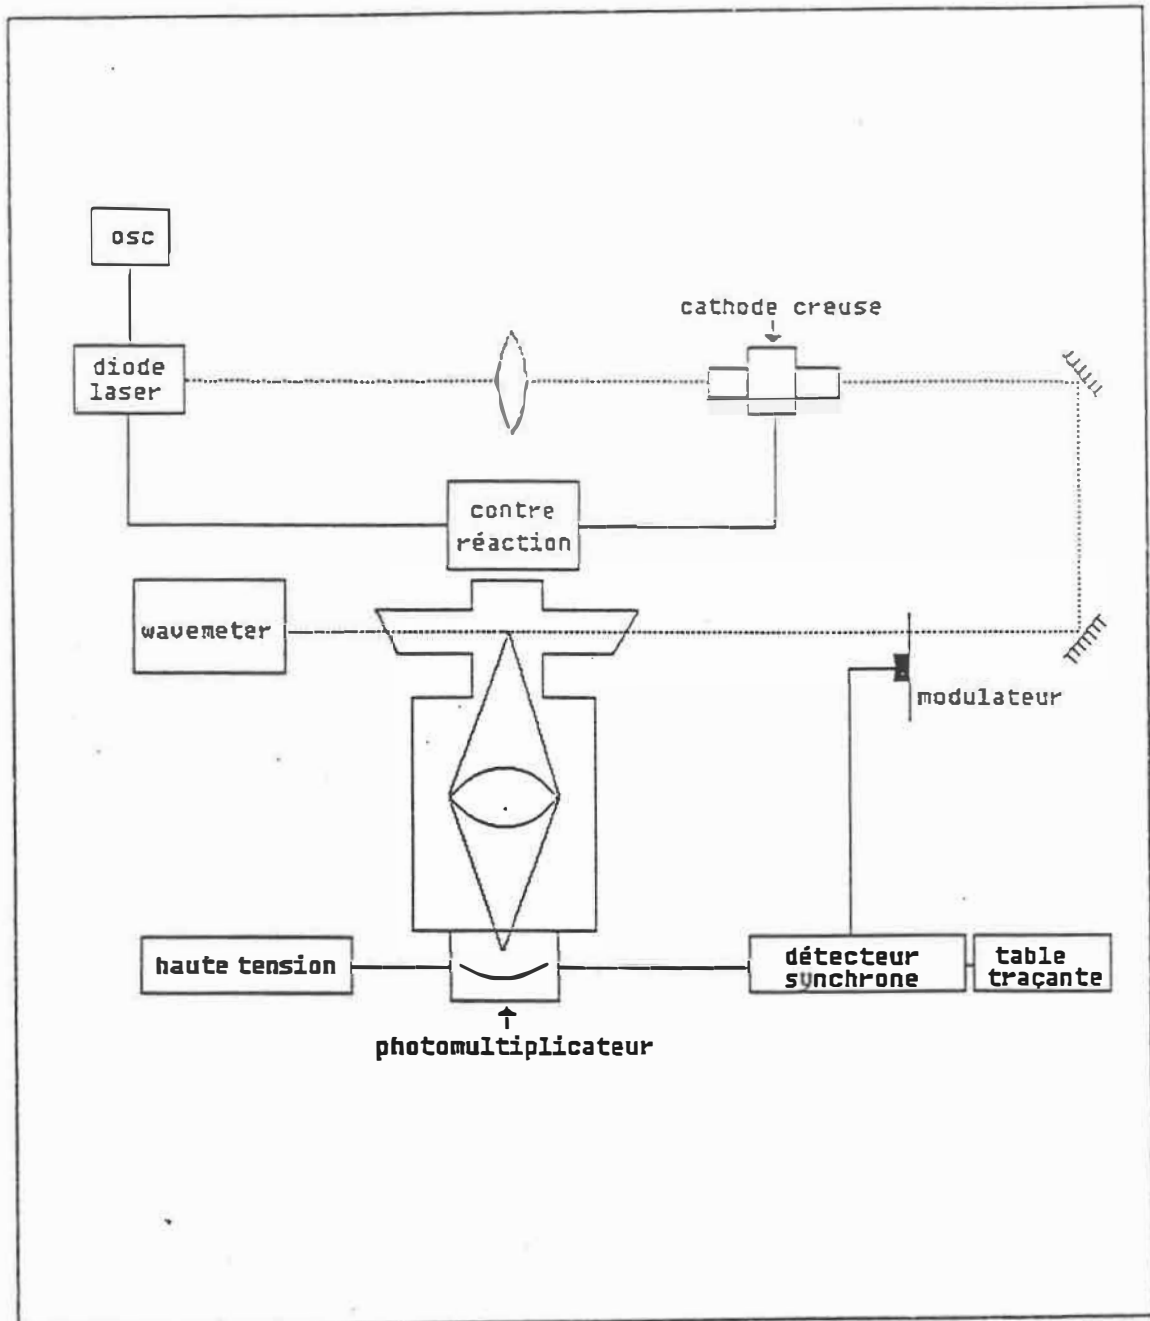 osc
cathode creuse
diode
laser
contre
réaction
wavemeter
modulateur
haute tension
détecteur
synchrone
table
traçante
photomultiplicateur